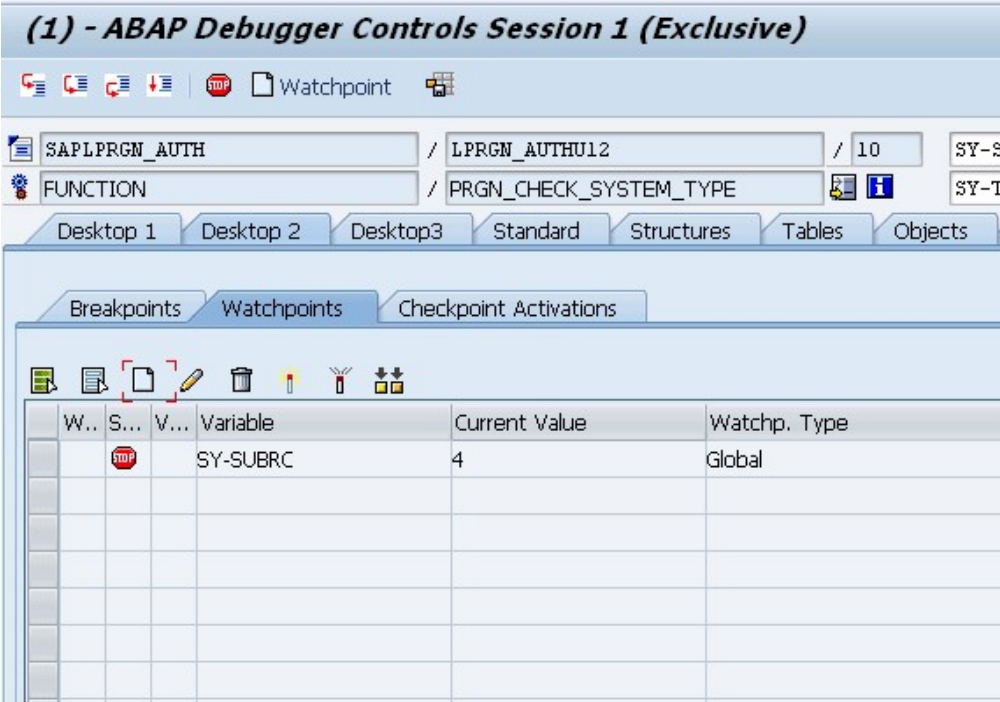 (1) - ABAP Debugger Controls Session 1 (Exclusive)
STOP Watchpoint
SAPLPRGN_AUTH / LPRGN_AUTHU12 / 10 SY-S
FUNCTION / PRGN_CHECK_SYSTEM_TYPE SY-T
Desktop 1 Desktop 2 Desktop3 Standard Structures Tables Objects
Breakpoints Watchpoints Checkpoint Activations
W.. S... V... Variable Current Value Watchp. Type
STOP SY-SUBRC 4 Global